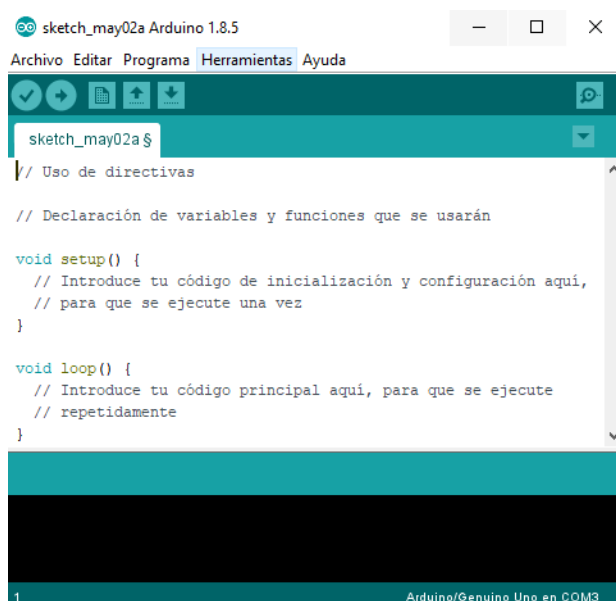 sketch_may02a Arduino 1.8.5
Archivo Editar Programa Herramientas Ayuda
sketch_may02a §
// Uso de directivas
// Declaración de variables y funciones que se usarán
void setup() {
// Introduce tu código de inicialización y configuración aquí,
// para que se ejecute una vez
}
void loop() {
// Introduce tu código principal aquí, para que se ejecute
// repetidamente
}
1 Arduino/Genuino Uno en COM3